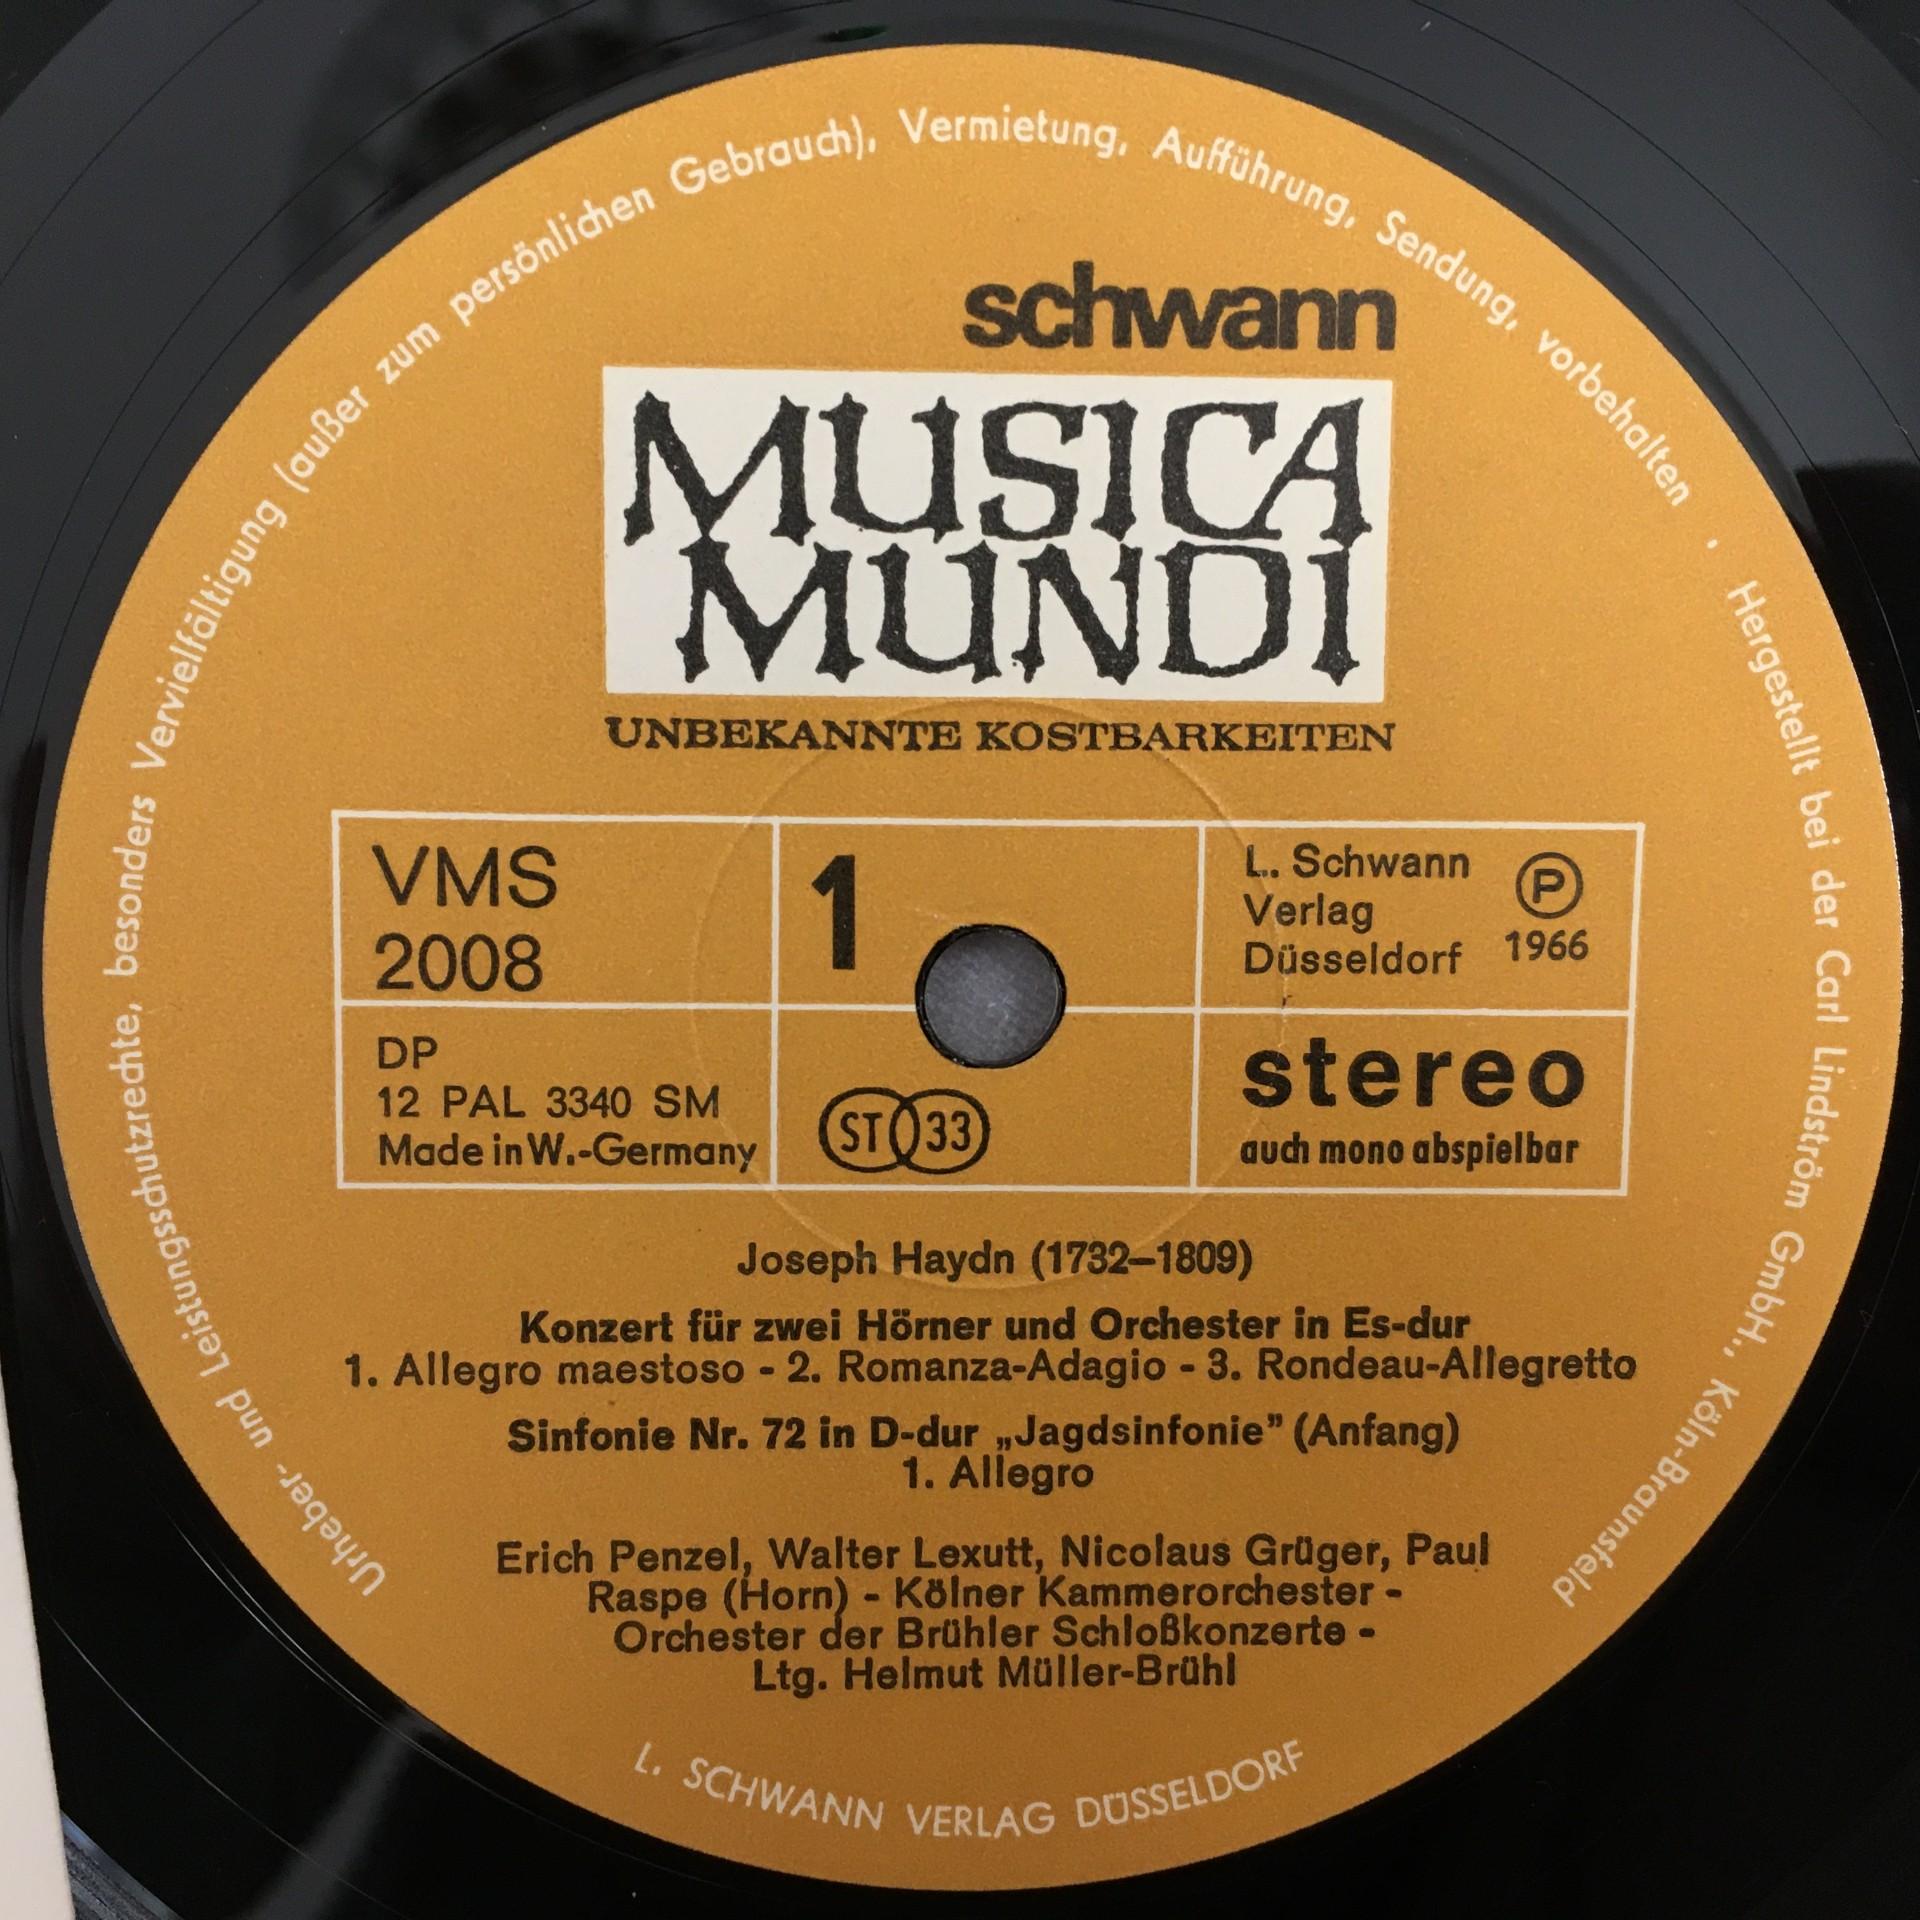 Urheber- und Leistungsschutzrechte, besonders Vervielfältigung (außer zum persönlichen Gebrauch), Vermietung, Aufführung, Sendung, vorbehalten . Hergestellt bei der Carl Lindström GmbH., Köln-Braunsfeld
schwann
MUSICA
MUNDI
UNBEKANNTE KOSTBARKEITEN
VMS
2008
1
L. Schwann
Verlag
Düsseldorf
Ⓟ
1966
DP
12 PAL 3340 SM
Made in W.-Germany
ST 33
stereo
auch mono abspielbar
Joseph Haydn (1732–1809)
Konzert für zwei Hörner und Orchester in Es-dur
1. Allegro maestoso - 2. Romanza-Adagio - 3. Rondeau-Allegretto
Sinfonie Nr. 72 in D-dur „Jagdsinfonie” (Anfang)
1. Allegro
Erich Penzel, Walter Lexutt, Nicolaus Grüger, Paul
Raspe (Horn) - Kölner Kammerorchester -
Orchester der Brühler Schloßkonzerte -
Ltg. Helmut Müller-Brühl
L. SCHWANN VERLAG DÜSSELDORF